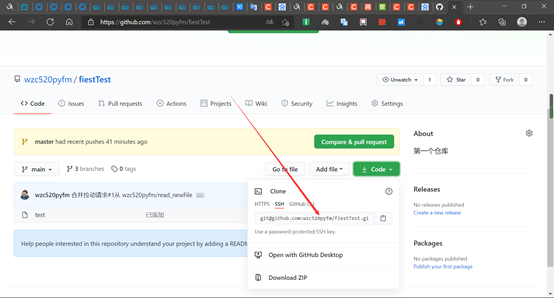 https://github.com/wzc520pyfm/fiestTest
wzc520pyfm / fiestTest
Unwatch 1 Star 0 Fork 0
Code Issues Pull requests Actions Projects Wiki Security Insights Settings
master had recent pushes 41 minutes ago Compare & pull request
main 3 branches 0 tags Go to file Add file Code
wzc520pyfm 合并拉动请求#1从 wzc520pyfm/read_newFile
test
Help people interested in this repository understand your project by adding a READM
Clone
HTTPS SSH GitHub CLI
git@github.com:wzc520pyfm/fiestTest.gi
Use a password-protected SSH key.
Open with GitHub Desktop
Download ZIP
About
第一个仓库
Releases
No releases published
Create a new release
Packages
No packages published
Publish your first package